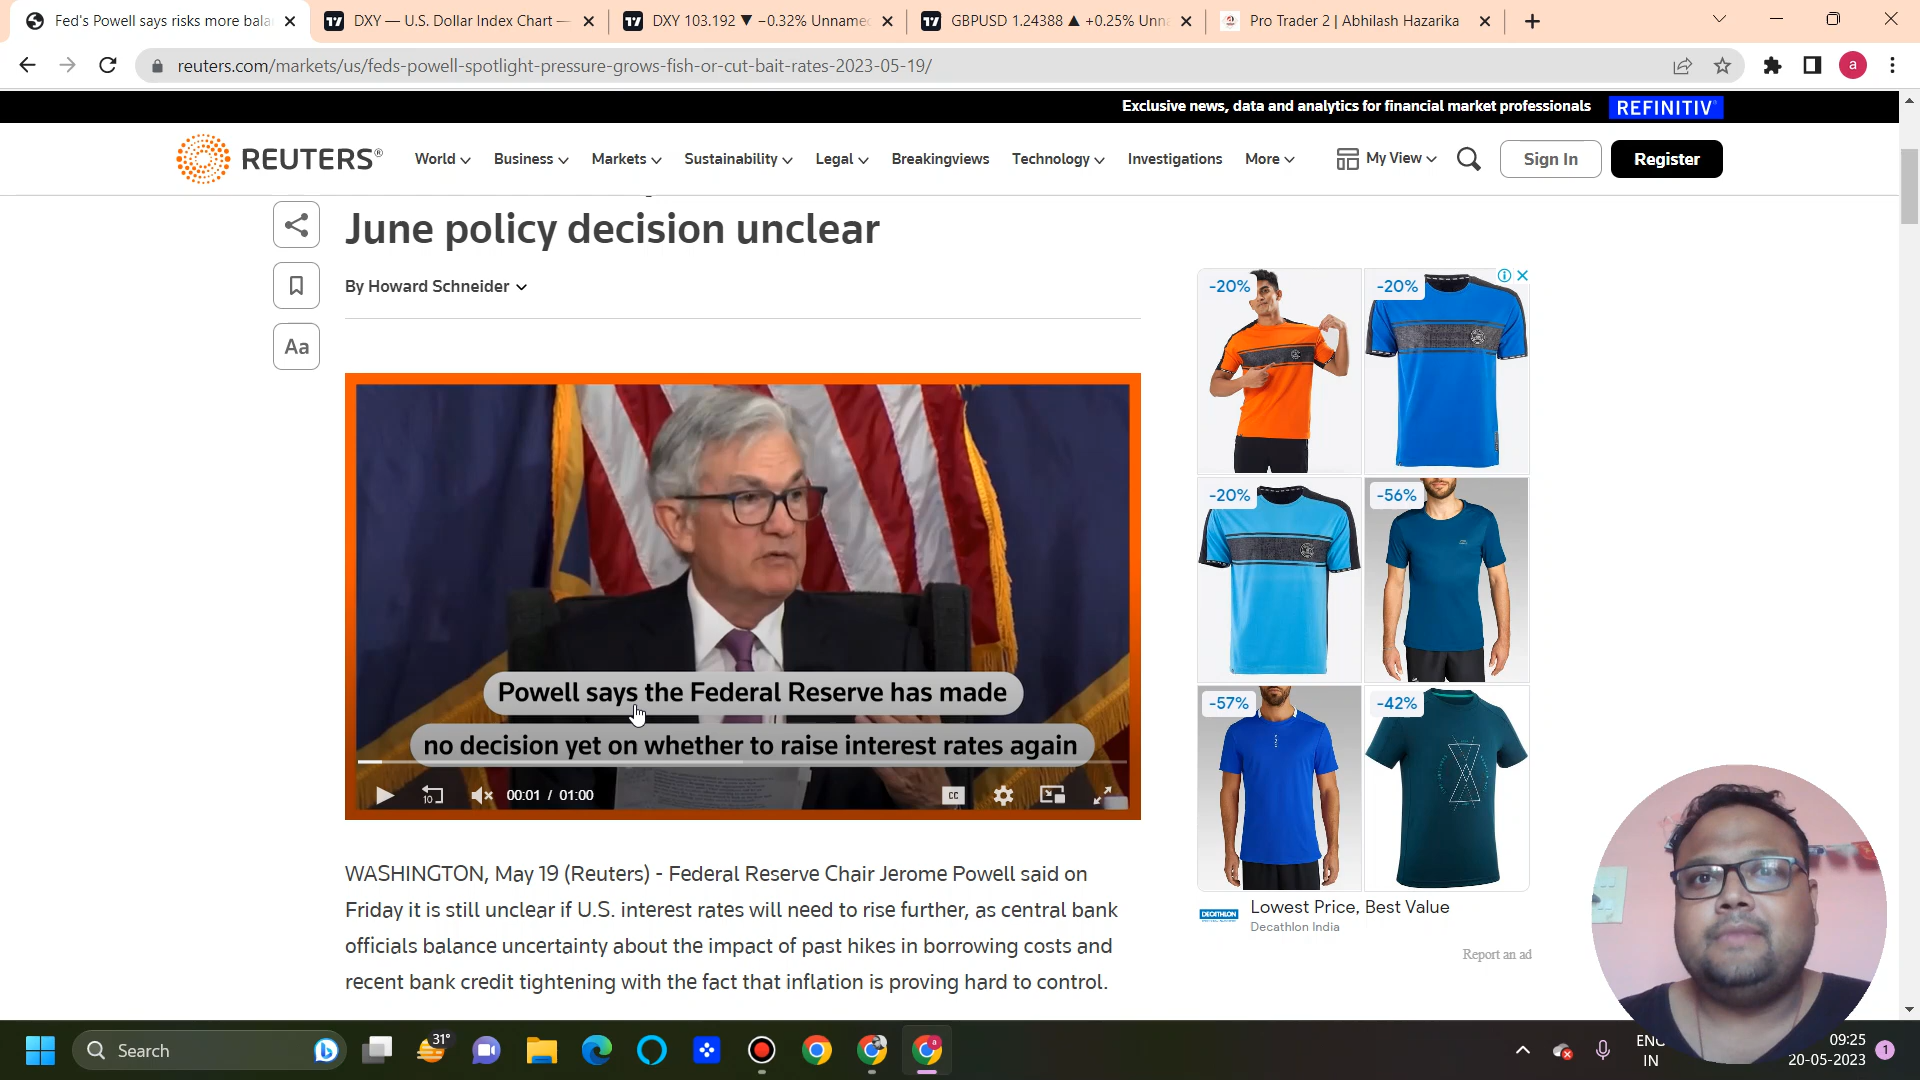 Fed's Powell says risks more bala
DXY — U.S. Dollar Index Chart —
DXY 103.192 ▼ −0.32% Unname
GBPUSD 1.24388 ▲ +0.25% Unn
Pro Trader 2 | Abhilash Hazarika
reuters.com/markets/us/feds-powell-spotlight-pressure-grows-fish-or-cut-bait-rates-2023-05-19/
a
Exclusive news, data and analytics for financial market professionals
REFINITIV
REUTERS®
World
Business
Markets
Sustainability
Legal
Breakingviews
Technology
Investigations
More
My View
Sign In
Register
June policy decision unclear
By Howard Schneider
Aa
Powell says the Federal Reserve has made
no decision yet on whether to raise interest rates again
10
00:01 / 01:00
CC
WASHINGTON, May 19 (Reuters) - Federal Reserve Chair Jerome Powell said on
Friday it is still unclear if U.S. interest rates will need to rise further, as central bank
officials balance uncertainty about the impact of past hikes in borrowing costs and
recent bank credit tightening with the fact that inflation is proving hard to control.
-20%
-20%
-20%
-56%
-57%
-42%
DECATHLON
Lowest Price, Best Value
Decathlon India
Report an ad
Search
31°
ENG
IN
09:25
20-05-2023
1